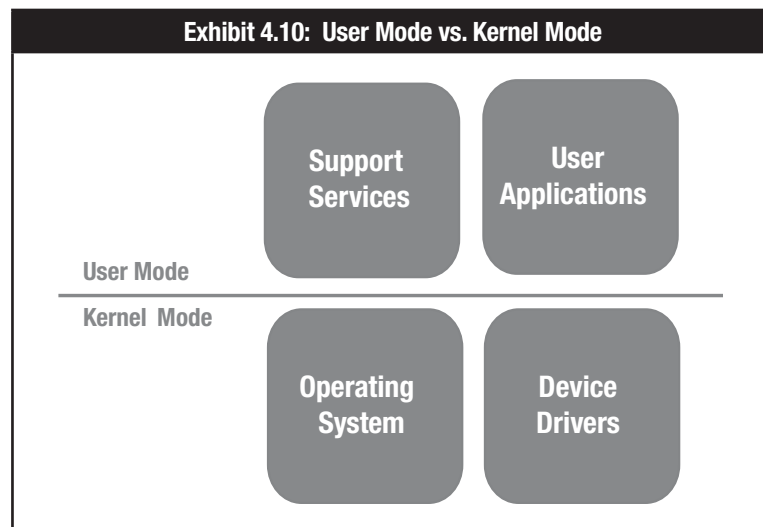 Exhibit 4.10: User Mode vs. Kernel Mode
Support
Services
User
Applications
User Mode
Kernel Mode
Operating
System
Device
Drivers